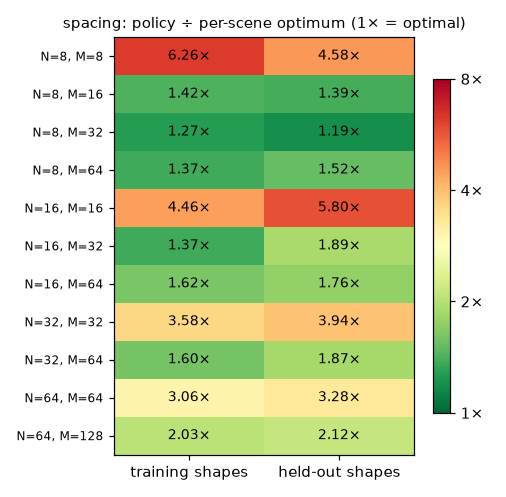 spacing: policy ÷ per-scene optimum (1× = optimal)
N=8, M=8 6.26× 4.58× 8×
N=8, M=16 1.42× 1.39×
N=8, M=32 1.27× 1.19×
N=8, M=64 1.37× 1.52× 4×
N=16, M=16 4.46× 5.80×
N=16, M=32 1.37× 1.89×
N=16, M=64 1.62× 1.76× 2×
N=32, M=32 3.58× 3.94×
N=32, M=64 1.60× 1.87×
N=64, M=64 3.06× 3.28× 1×
N=64, M=128 2.03× 2.12×
training shapes held-out shapes